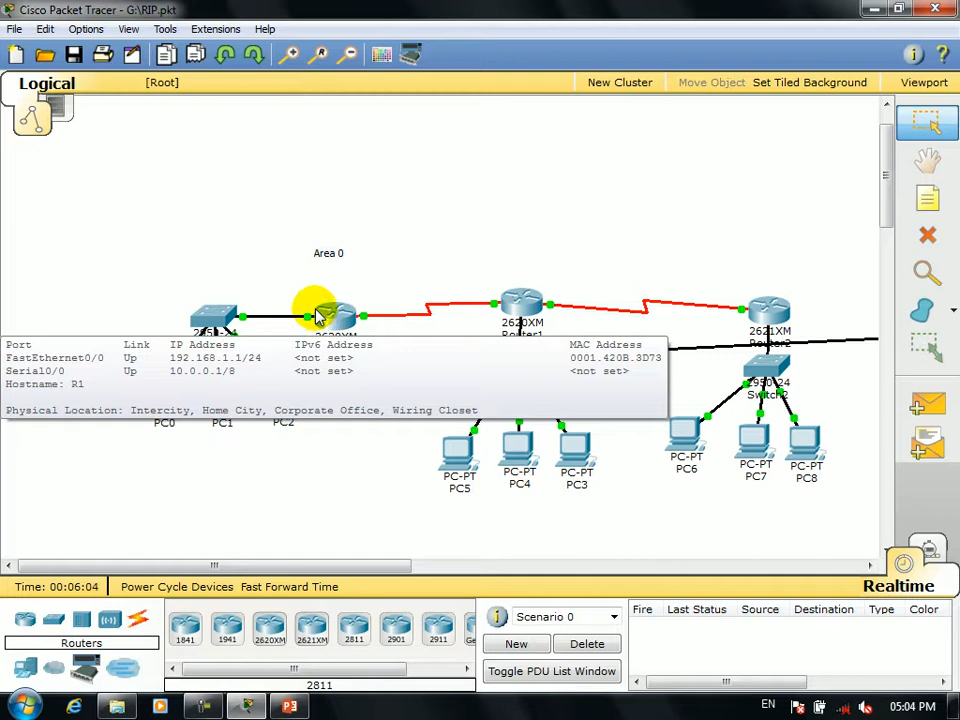 Cisco Packet Tracer - G:\RIP.pkt
File Edit Options View Tools Extensions Help
Logical [Root] New Cluster Move Object Set Tiled Background Viewport
Area 0
2950-24
2620XM
Router1
2621XM
Router2
Port Link IP Address IPv6 Address MAC Address
FastEthernet0/0 Up 192.168.1.1/24 <not set> 0001.420B.3D73
Serial0/0 Up 10.0.0.1/8 <not set> <not set>
Hostname: R1
Physical Location: Intercity, Home City, Corporate Office, Wiring Closet
2950-24
Switch2
PC0 PC1 PC2
PC-PT
PC5
PC-PT
PC4
PC-PT
PC3
PC-PT
PC6
PC-PT
PC7
PC-PT
PC8
Time: 00:06:04 Power Cycle Devices Fast Forward Time Realtime
Routers
1841 1941 2620XM 2621XM 2811 2901 2911
2811
Scenario 0
New Delete
Toggle PDU List Window
Fire Last Status Source Destination Type Color
EN 05:04 PM